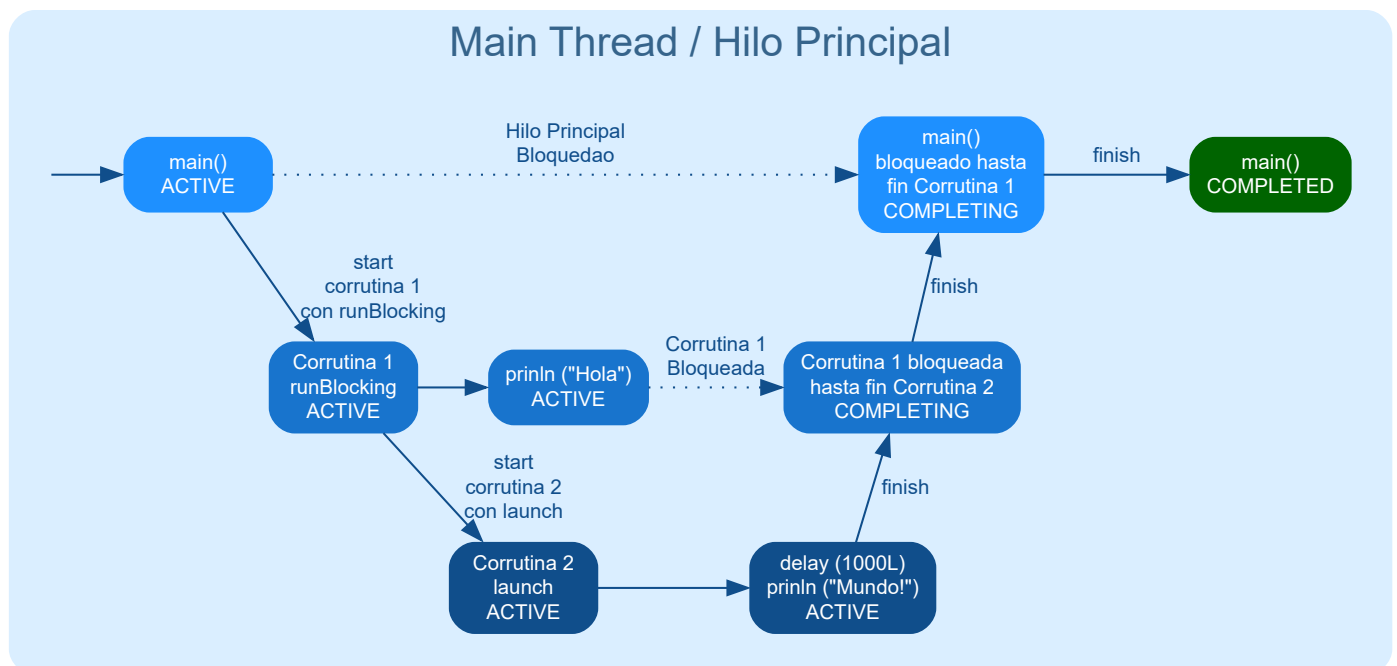 Main Thread / Hilo Principal
Hilo Principal
Bloquedao
main()
ACTIVE
main()
bloqueado hasta
fin Corrutina 1
COMPLETING
finish
main()
COMPLETED
start
corrutina 1
con runBlocking
finish
Corrutina 1
runBlocking
ACTIVE
prinln ("Hola")
ACTIVE
Corrutina 1
Bloqueada
Corrutina 1 bloqueada
hasta fin Corrutina 2
COMPLETING
start
corrutina 2
con launch
finish
Corrutina 2
launch
ACTIVE
delay (1000L)
prinln ("Mundo!")
ACTIVE